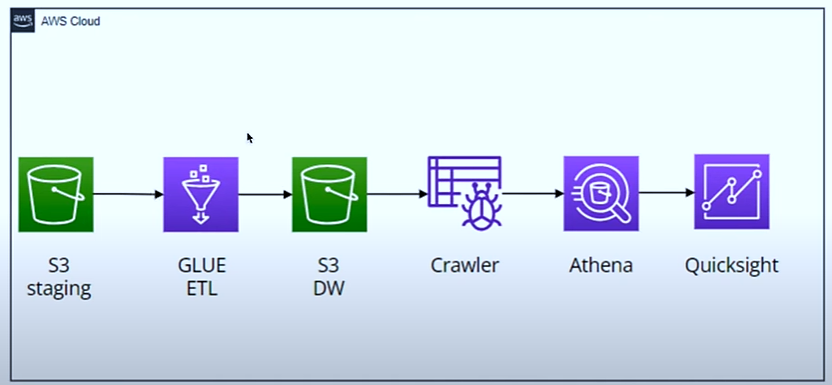 aws
AWS Cloud
S3
staging
GLUE
ETL
S3
DW
Crawler
Athena
Quicksight